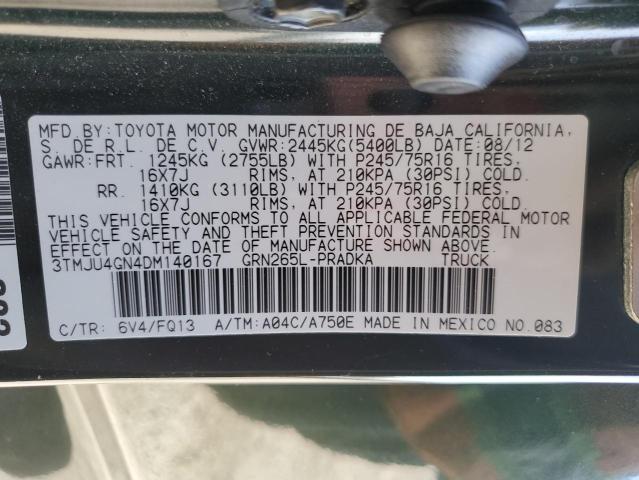 MFD.BY:TOYOTA MOTOR MANUFACTURING DE BAJA CALIFORNIA,
S. DE R.L. DE C.V. GVWR:2445KG(5400LB) DATE:08/12
GAWR:FRT. 1245KG (2755LB) WITH P245/75R16 TIRES,
16X7J RIMS, AT 210KPA (30PSI) COLD.
RR. 1410KG (3110LB) WITH P245/75R16 TIRES,
16X7J RIMS, AT 210KPA (30PSI) COLD.
THIS VEHICLE CONFORMS TO ALL APPLICABLE FEDERAL MOTOR
VEHICLE SAFETY AND THEFT PREVENTION STANDARDS IN
EFFECT ON THE DATE OF MANUFACTURE SHOWN ABOVE.
3TMJU4GN4DM140167 GRN265L-PRADKA TRUCK
C/TR: 6V4/FQ13 A/TM:A04C/A750E MADE IN MEXICO NO.083